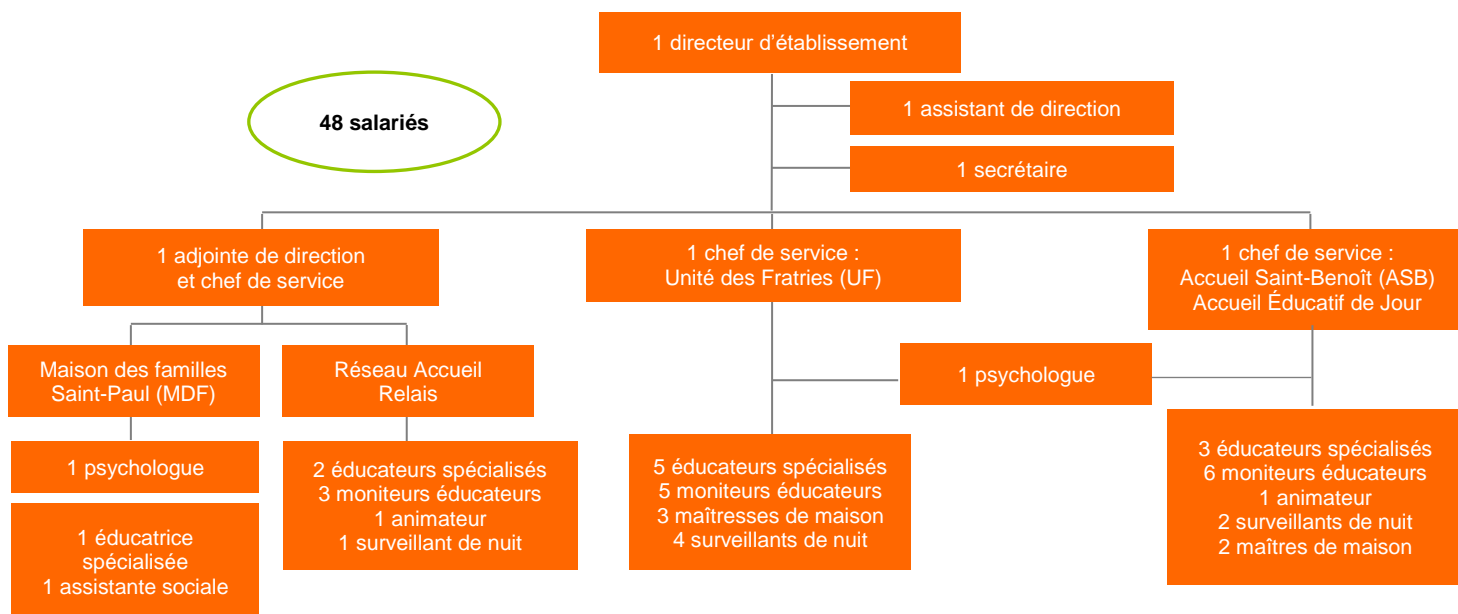 1 directeur d'établissement
48 salariés
1 assistant de direction
1 secrétaire
1 adjointe de direction
et chef de service
1 chef de service :
Unité des Fratries (UF)
1 chef de service :
Accueil Saint-Benoît (ASB)
Accueil Éducatif de Jour
Maison des familles
Saint-Paul (MDF)
Réseau Accueil
Relais
1 psychologue
1 psychologue
2 éducateurs spécialisés
3 moniteurs éducateurs
1 animateur
1 surveillant de nuit
5 éducateurs spécialisés
5 moniteurs éducateurs
3 maîtresses de maison
4 surveillants de nuit
3 éducateurs spécialisés
6 moniteurs éducateurs
1 animateur
2 surveillants de nuit
2 maîtres de maison
1 éducatrice
spécialisée
1 assistante sociale